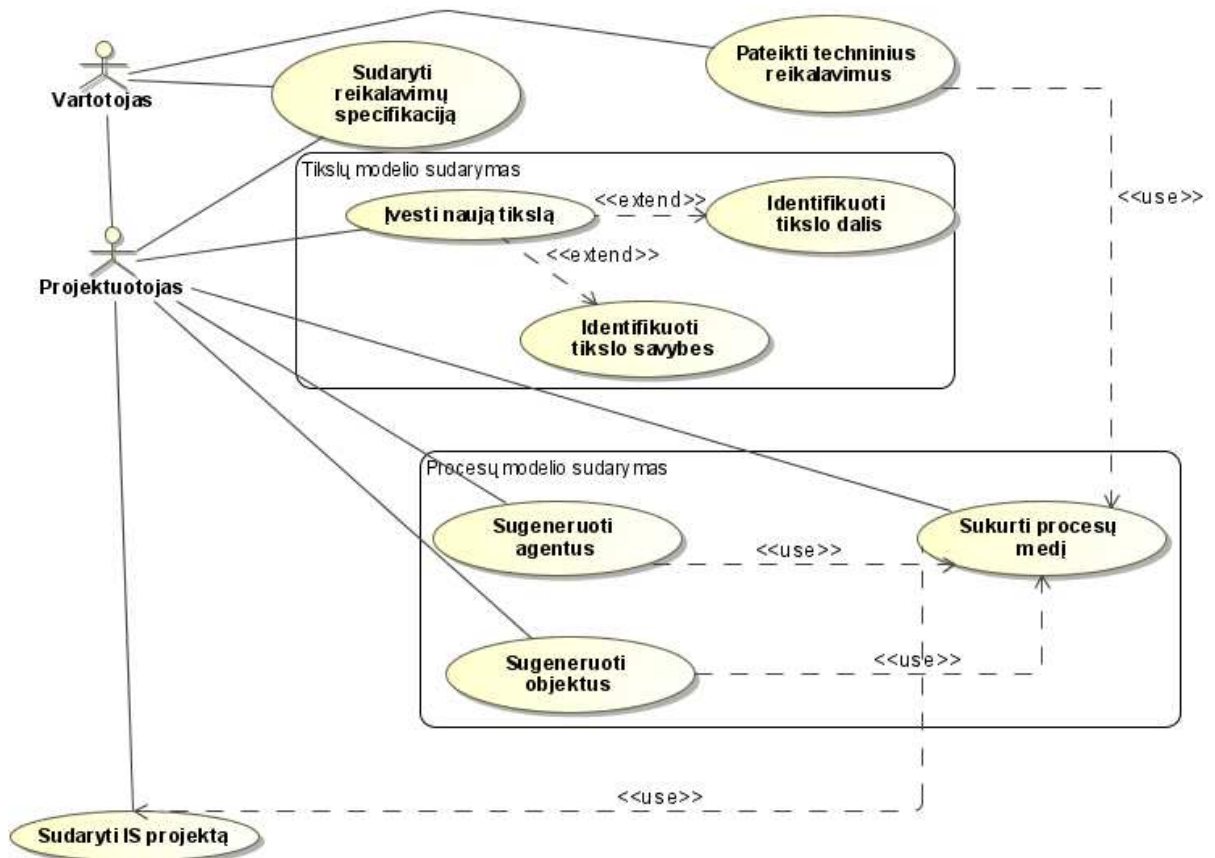 Vartotojas
Sudaryti
reikalavimų
specifikaciją
Pateikti techninius
reikalavimus
Tikslų modelio sudarymas
Įvesti naują tikslą
<<extend>>
Identifikuoti
tikslo dalis
<<use>>
<<extend>>
Projektuotojas
Identifikuoti
tikslo savybes
Procesų modelio sudarymas
Sugeneruoti
agentus
<<use>>
Sukurti procesų
medį
Sugeneruoti
objektus
<<use>>
<<use>>
Sudaryti IS projektą